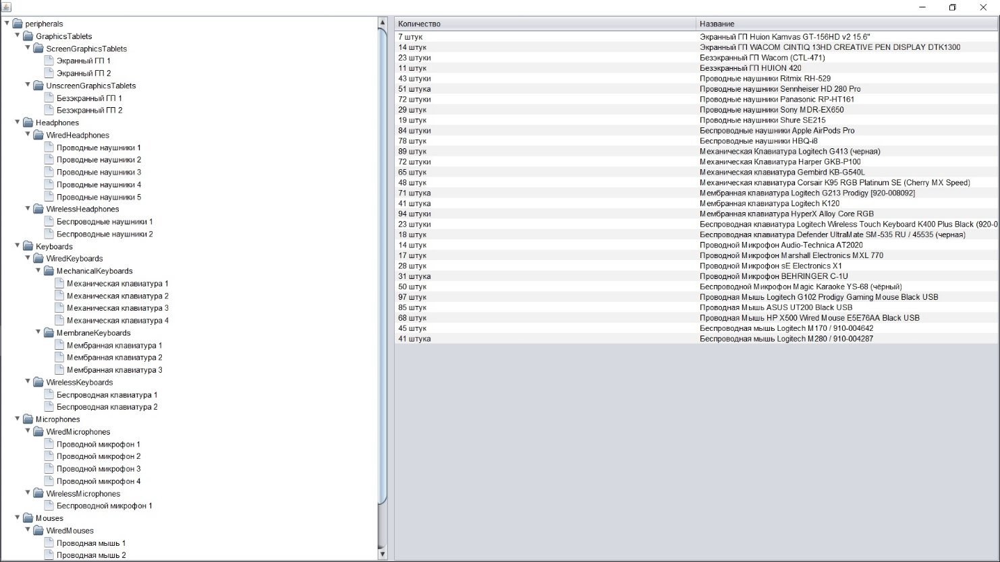 peripherals
GraphicsTablets
ScreenGraphicsTablets
Экранный ГП 1
Экранный ГП 2
UnscreenGraphicsTablets
Безэкранный ГП 1
Безэкранный ГП 2
Headphones
WiredHeadphones
Проводные наушники 1
Проводные наушники 2
Проводные наушники 3
Проводные наушники 4
Проводные наушники 5
WirelessHeadphones
Беспроводные наушники 1
Беспроводные наушники 2
Keyboards
WiredKeyboards
MechanicalKeyboards
Механическая клавиатура 1
Механическая клавиатура 2
Механическая клавиатура 3
Механическая клавиатура 4
MembraneKeyboards
Мембранная клавиатура 1
Мембранная клавиатура 2
Мембранная клавиатура 3
WirelessKeyboards
Беспроводная клавиатура 1
Беспроводная клавиатура 2
Microphones
WiredMicrophones
Проводной микрофон 1
Проводной микрофон 2
Проводной микрофон 3
Проводной микрофон 4
WirelessMicrophones
Беспроводной микрофон 1
Mouses
WiredMouses
Проводная мышь 1
Проводная мышь 2
Количество Название
7 штук Экранный ГП Huion Kamvas GT-156HD v2 15.6"
14 штук Экранный ГП WACOM CINTIQ 13HD CREATIVE PEN DISPLAY DTK1300
23 штуки Безэкранный ГП Wacom (CTL-471)
11 штук Безэкранный ГП HUION 420
43 штуки Проводные наушники Ritmix RH-529
51 штука Проводные наушники Sennheiser HD 280 Pro
72 штуки Проводные наушники Panasonic RP-HT161
29 штук Проводные наушники Sony MDR-EX650
19 штук Проводные наушники Shure SE215
84 штуки Беспроводные наушники Apple AirPods Pro
78 штук Беспроводные наушники HBQ-i8
89 штук Механическая Клавиатура Logitech G413 (черная)
72 штуки Механическая Клавиатура Harper GKB-P100
65 штук Механическая клавиатура Gembird KB-G540L
48 штук Механическая клавиатура Corsair K95 RGB Platinum SE (Cherry MX Speed)
71 штука Мембранная клавиатура Logitech G213 Prodigy [920-008092]
41 штука Мембранная клавиатура Logitech K120
94 штуки Мембранная клавиатура HyperX Alloy Core RGB
23 штуки Беспроводная клавиатура Logitech Wireless Touch Keyboard K400 Plus Black (920-0
18 штук Беспроводная клавиатура Defender UltraMate SM-535 RU / 45535 (черная)
14 штук Проводной Микрофон Audio-Technica AT2020
17 штук Проводной Микрофон Marshall Electronics MXL 770
28 штук Проводной Микрофон sE Electronics X1
31 штука Проводной Микрофон BEHRINGER C-1U
50 штук Беспроводной Микрофон Magic Karaoke YS-68 (чёрный)
97 штук Проводная Мышь Logitech G102 Prodigy Gaming Mouse Black USB
85 штук Проводная Мышь ASUS UT200 Black USB
68 штук Проводная Мышь HP X500 Wired Mouse E5E76AA Black USB
45 штук Беспроводная мышь Logitech M170 / 910-004642
41 штука Беспроводная мышь Logitech M280 / 910-004287